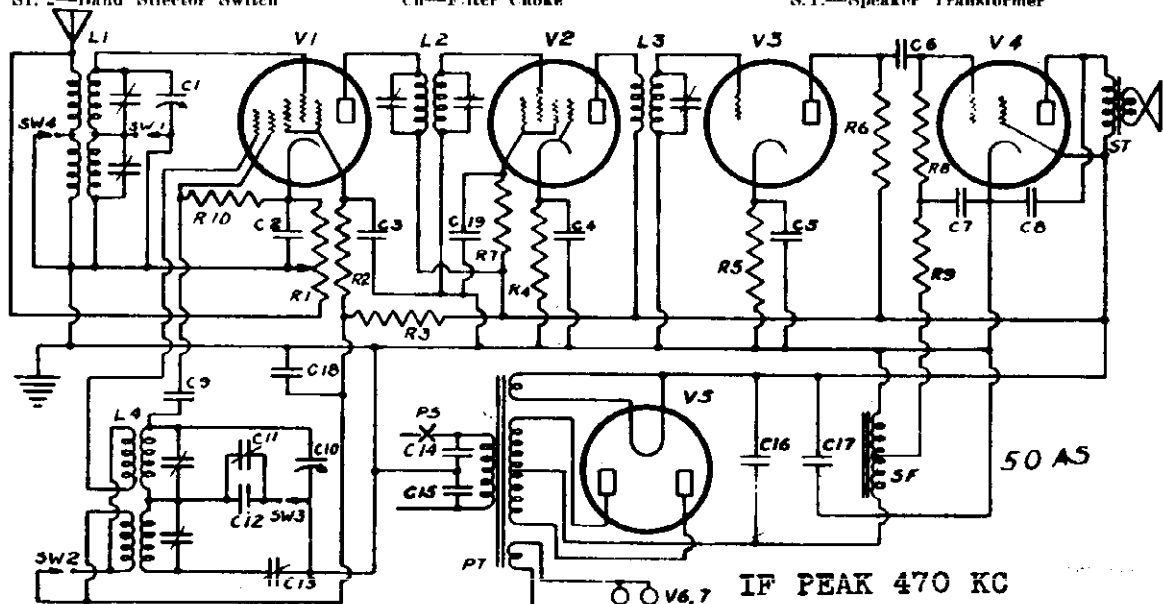 Band Selector Switch
Ch—Filter Choke
S.T.—Speaker Transformer
L1
V1
L2
V2
L3
V3
C6
V4
C1
SW4
SW1
R6
R8
ST
R10
C2
C3
C19
R7
C4
C5
C7
C8
R1
R2
R4
R5
R9
R3
C18
C9
PS
V5
L4
C11
C10
C14
C16
C17
SF
50 AS
C15
C12
SW3
SW2
C13
PT
V6,7
IF PEAK 470 KC